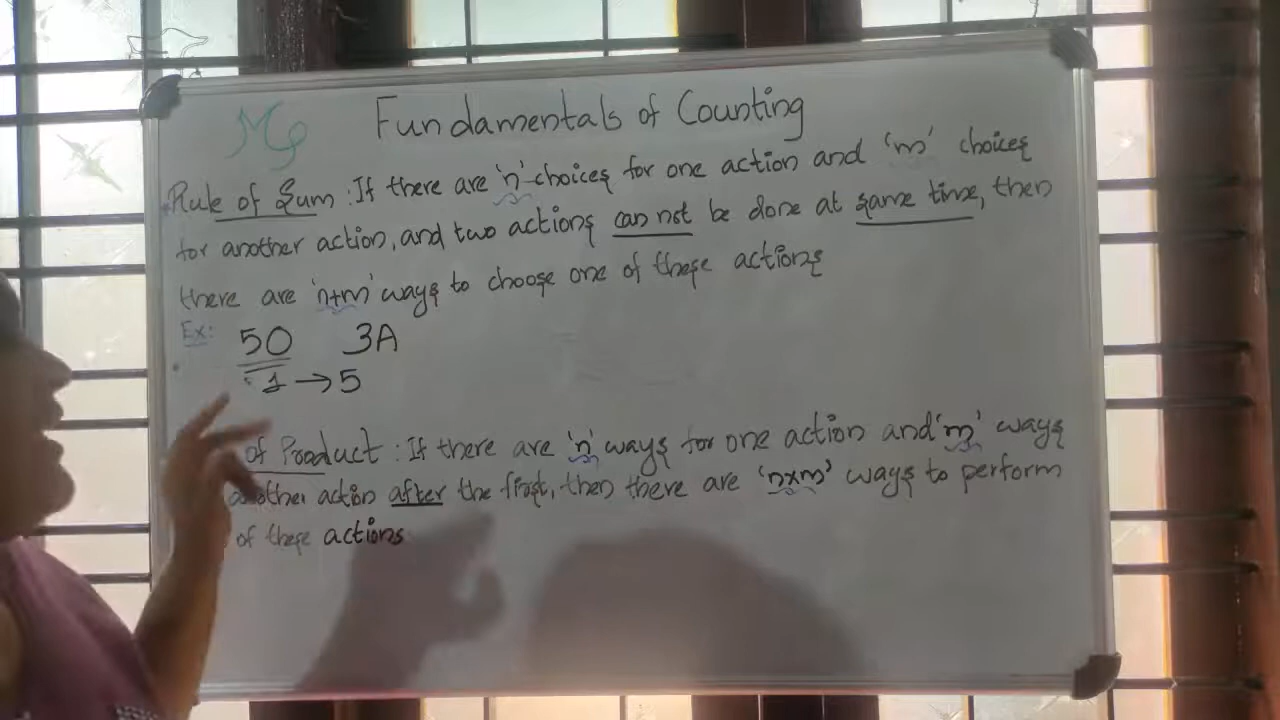 Mg
Fundamentals of Counting
Rule of Sum : If there are 'n' choices for one action and 'm' choices
for another action, and two actions can not be done at same time, then
there are 'n+m' ways to choose one of these actions
Ex:
5O 3A
1 → 5
of Product : If there are 'n' ways for one action and 'm' ways
another action after the first, then there are 'n×m' ways to perform
of these actions